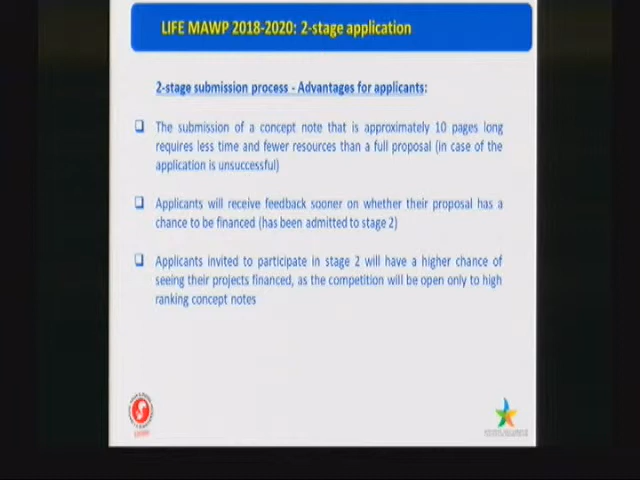 LIFE MAWP 2018-2020: 2-stage application
2-stage submission process - Advantages for applicants:
The submission of a concept note that is approximately 10 pages long
requires less time and fewer resources than a full proposal (in case of the
application is unsuccessful)
Applicants will receive feedback sooner on whether their proposal has a
chance to be financed (has been admitted to stage 2)
Applicants invited to participate in stage 2 will have a higher chance of
seeing their projects financed, as the competition will be open only to high
ranking concept notes